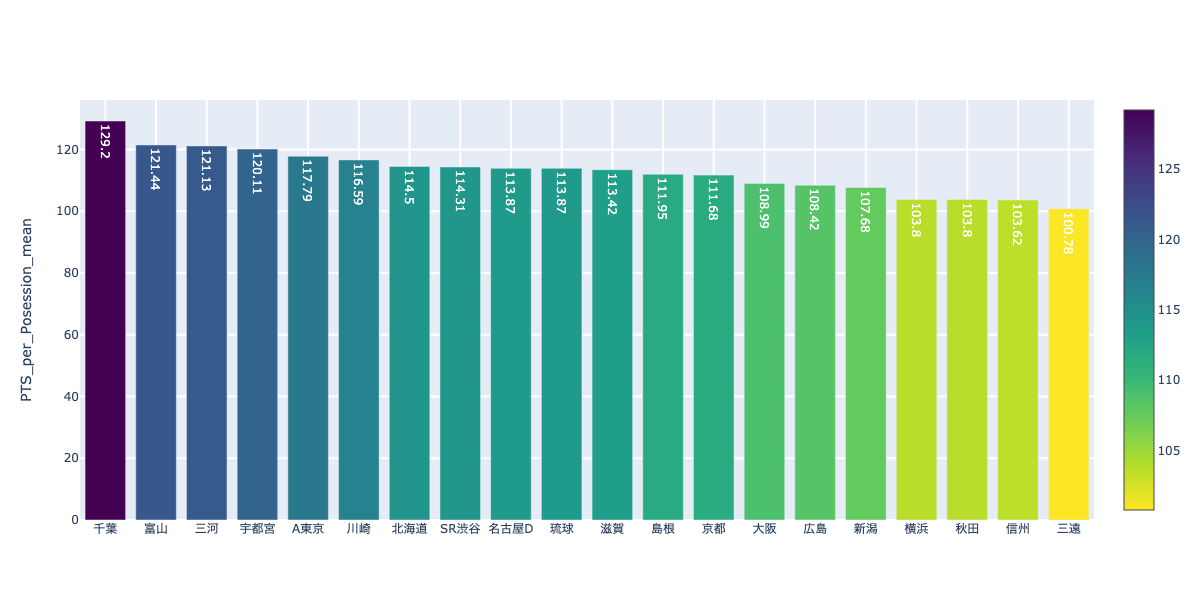 PTS_per_Posession_mean
120
100
80
60
40
20
0
129.2
121.44
121.13
120.11
117.79
116.59
114.5
114.31
113.87
113.87
113.42
111.95
111.68
108.99
108.42
107.68
103.8
103.8
103.62
100.78
千葉
富山
三河
宇都宮
A東京
川崎
北海道
SR渋谷
名古屋D
琉球
滋賀
島根
京都
大阪
広島
新潟
横浜
秋田
信州
三遠
125
120
115
110
105